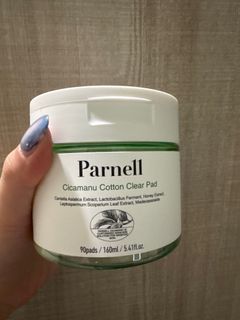 Parnell
Cicamanu Cotton Clear Pad
Centella Asiatica Extract, Lactobacillus Ferment, Honey Extract,
Leptospermum Scoparium Leaf Extract, Madecassoside
90pads / 160ml / 5.41fl.oz.